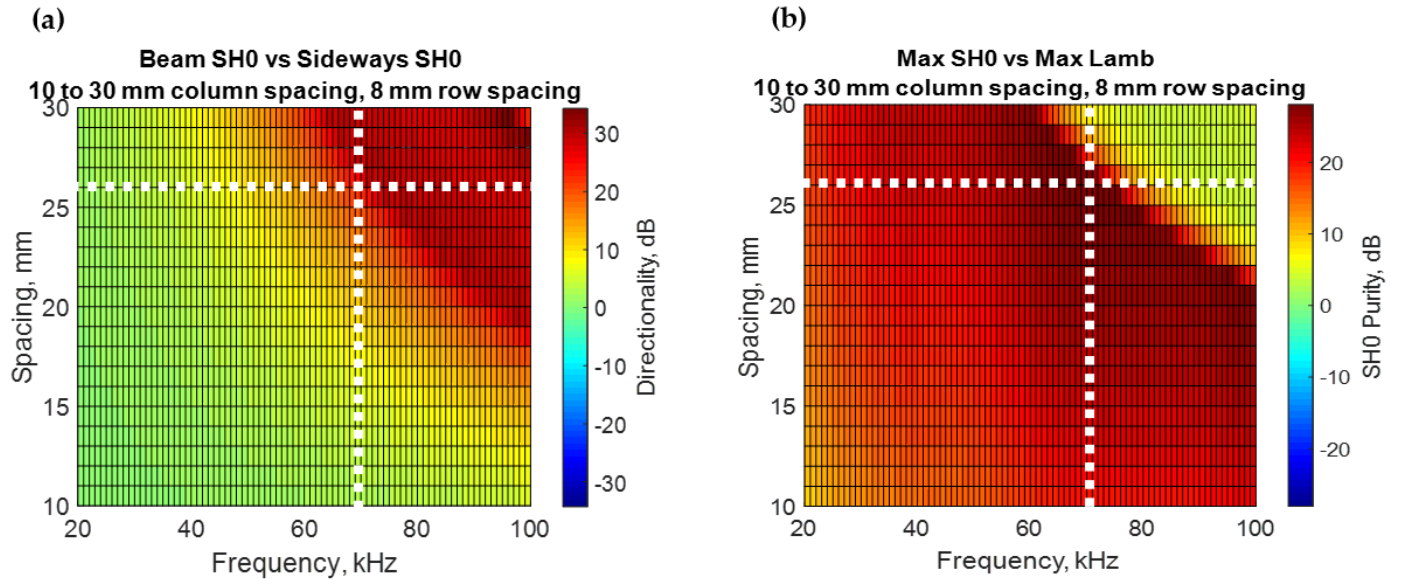 (a)
Beam SH0 vs Sideways SH0
10 to 30 mm column spacing, 8 mm row spacing
30
25
20
15
10
Spacing, mm
20
40
60
80
100
Frequency, kHz
30
20
10
0
-10
-20
-30
Directionality, dB
(b)
Max SH0 vs Max Lamb
10 to 30 mm column spacing, 8 mm row spacing
30
25
20
15
10
Spacing, mm
20
40
60
80
100
Frequency, kHz
20
10
0
-10
-20
SH0 Purity, dB